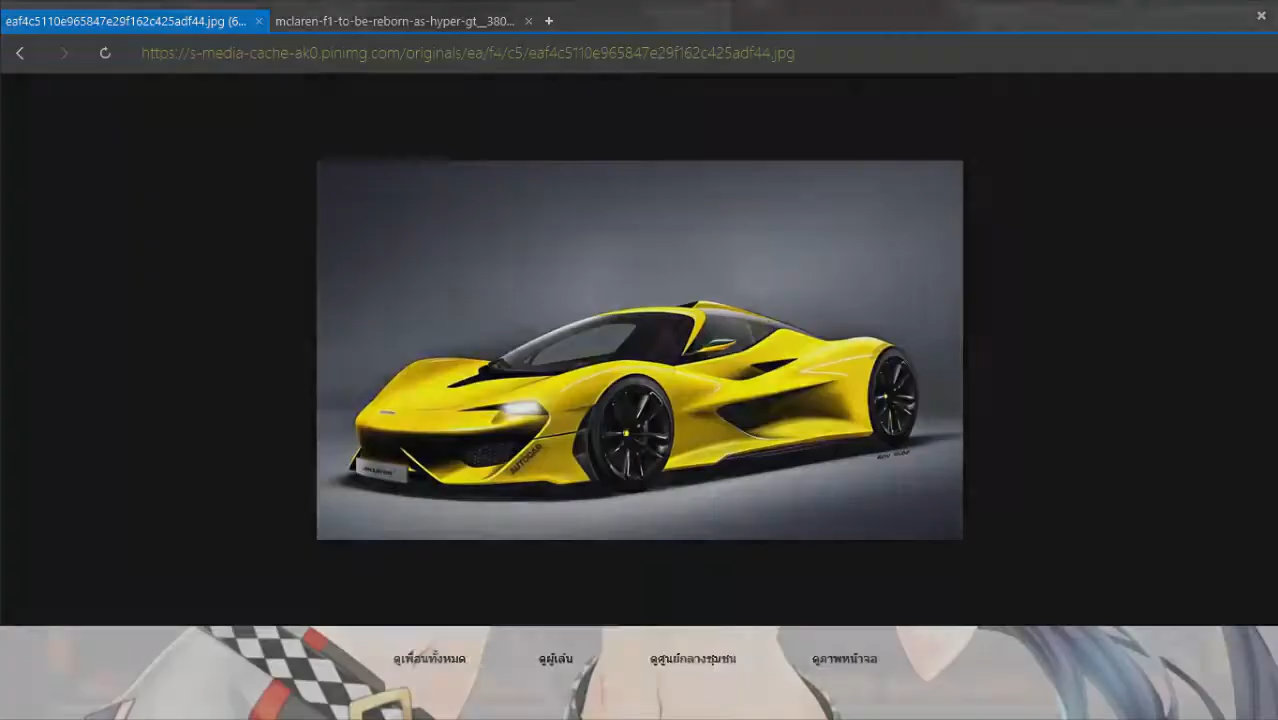 eaf4c5110e965847e29f162c425adf44.jpg (6...
mclaren-f1-to-be-reborn-as-hyper-gt__380...
https://s-media-cache-ak0.pinimg.com/originals/ea/f4/c5/eaf4c5110e965847e29f162c425adf44.jpg
AUTOCAR
ดูเพื่อนทั้งหมด
ดูผู้เล่น
ดูศูนย์กลางชุมชน
ดูภาพหน้าจอ